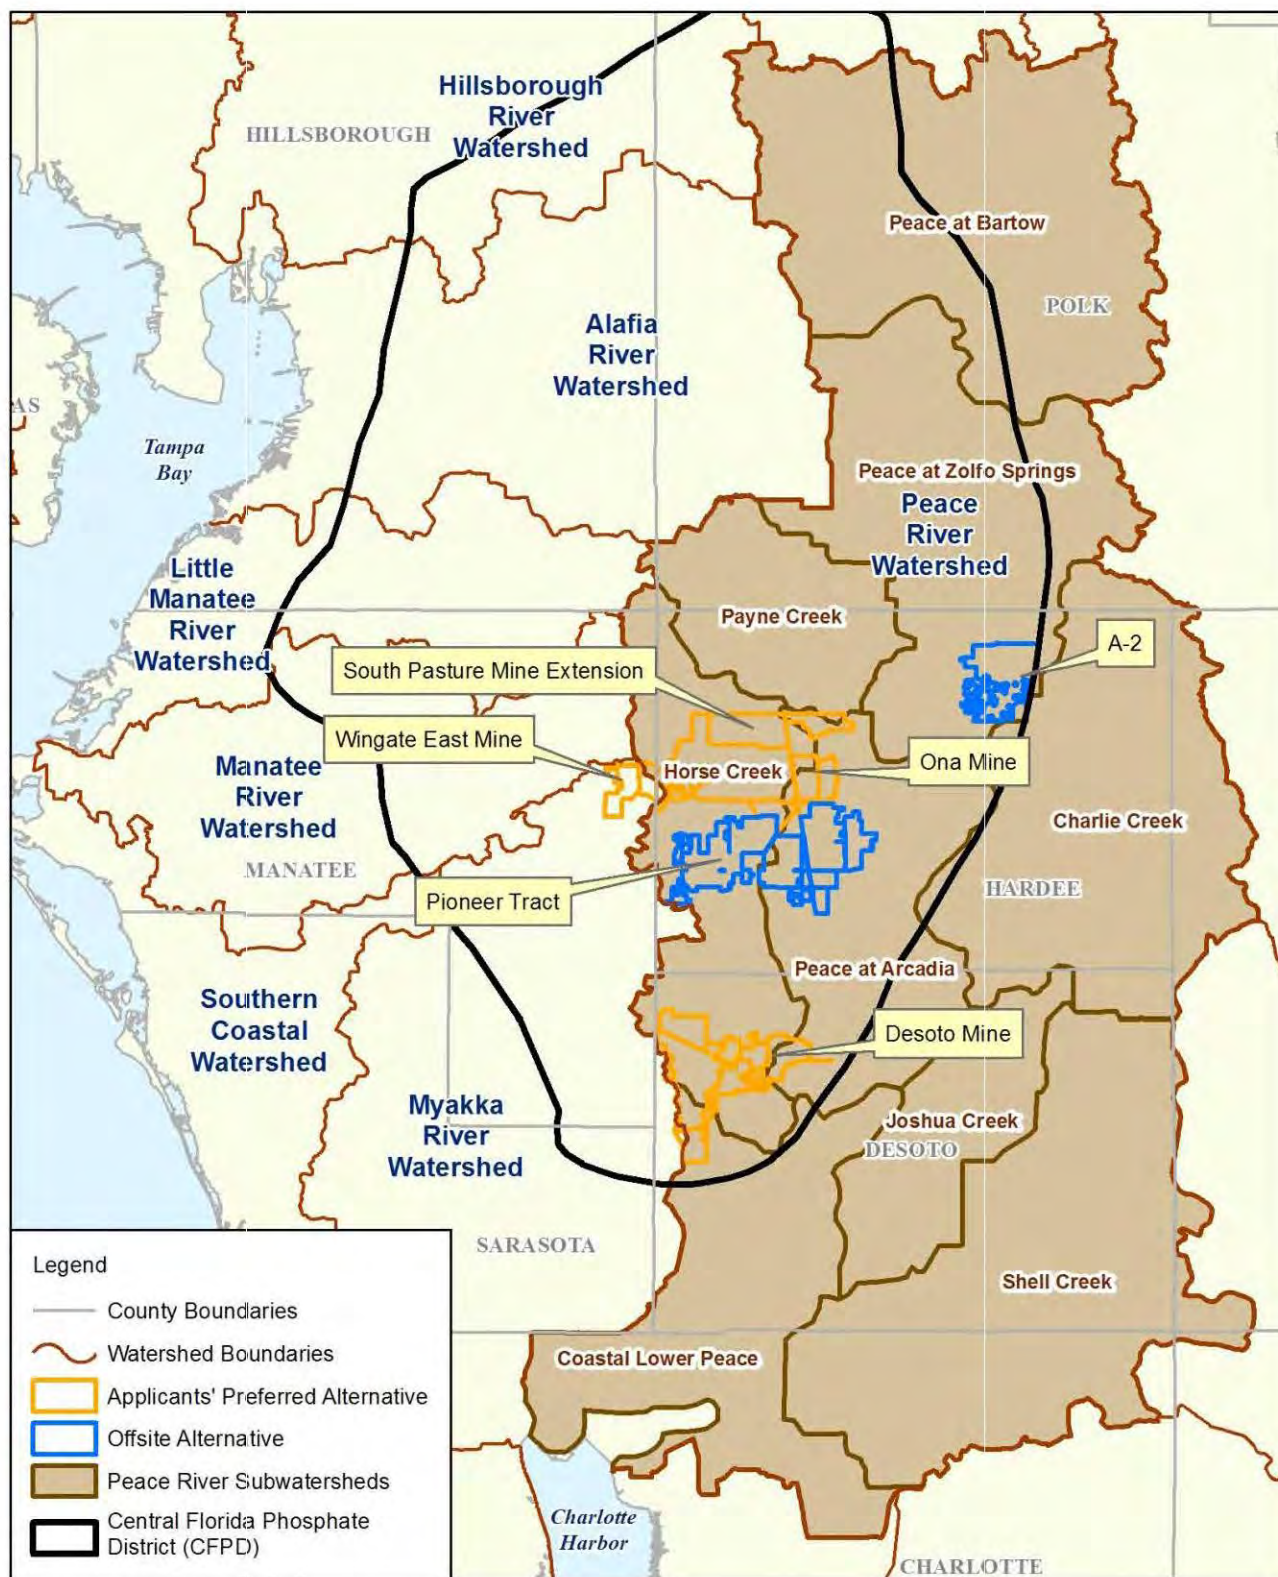 Hillsborough
River
Watershed
HILLSBOROUGH
Peace at Bartow
POLK
Alafia
River
Watershed
AS
Tampa
Bay
Peace at Zolfo Springs
Peace
River
Watershed
Little
Manatee
River
Watershed
Payne Creek
A-2
South Pasture Mine Extension
Wingate East Mine
Ona Mine
Horse Creek
Manatee
River
Watershed
MANATEE
Charlie Creek
HARDEE
Pioneer Tract
Peace at Arcadia
Southern
Coastal
Watershed
Desoto Mine
Myakka
River
Watershed
Joshua Creek
DESOTO
SARASOTA
Shell Creek
Coastal Lower Peace
Charlotte
Harbor
CHARLOTTE
Legend
County Boundaries
Watershed Boundaries
Applicants' Preferred Alternative
Offsite Alternative
Peace River Subwatersheds
Central Florida Phosphate
District (CFPD)